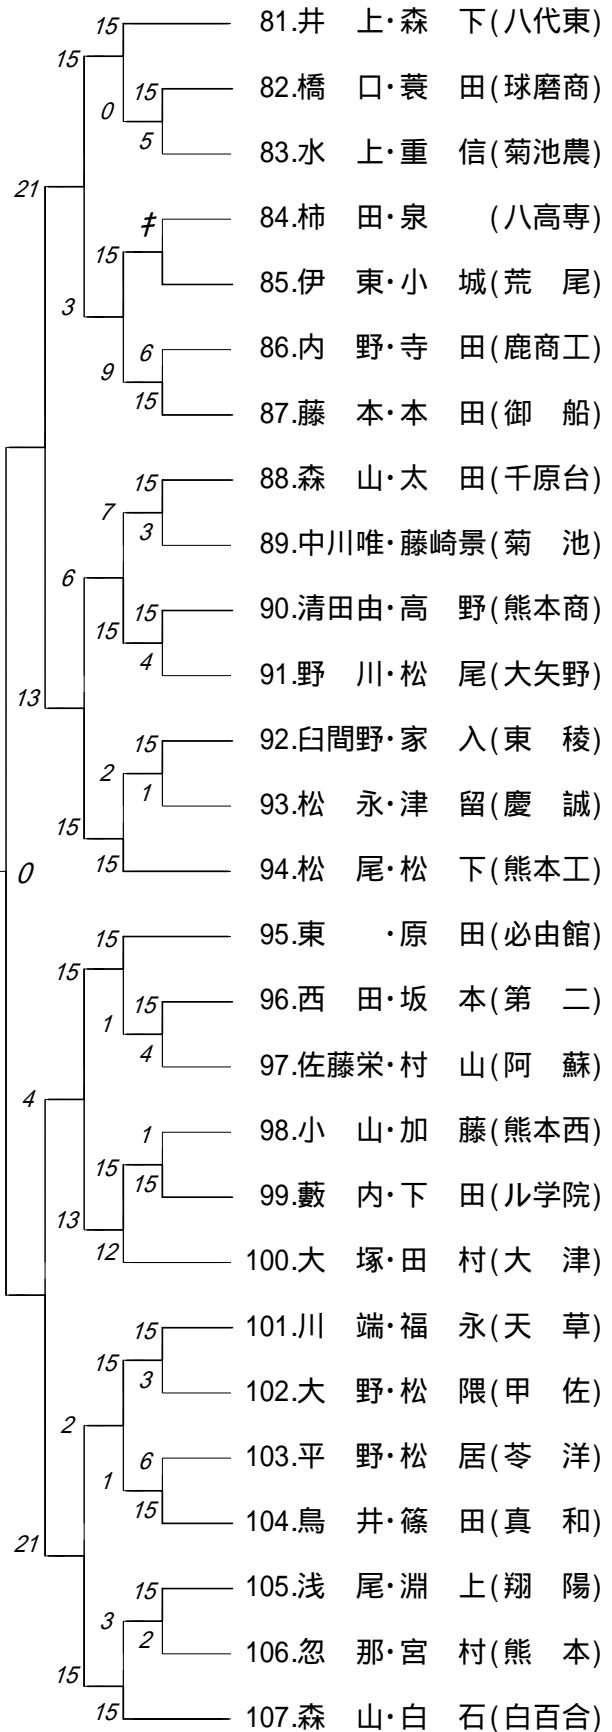 15
81.井 上・森 下(八代東)
15
15
82.橋 口・蓑 田(球磨商)
0
5
83.水 上・重 信(菊池農)
21
キ
84.柿 田・泉 (八高専)
15
85.伊 東・小 城(荒 尾)
3
6
86.内 野・寺 田(鹿商工)
9
15
87.藤 本・本 田(御 船)
15
88.森 山・太 田(千原台)
7
3
89.中川唯・藤崎景(菊 池)
6
15
90.清田由・高 野(熊本商)
15
4
91.野 川・松 尾(大矢野)
13
15
92.臼間野・家 入(東 稜)
2
1
93.松 永・津 留(慶 誠)
15
15
94.松 尾・松 下(熊本工)
0
15
95.東 ・原 田(必由館)
15
15
96.西 田・坂 本(第 二)
1
4
97.佐藤栄・村 山(阿 蘇)
4
1
98.小 山・加 藤(熊本西)
15
15
99.藪 内・下 田(ル学院)
13
12
100.大 塚・田 村(大 津)
15
101.川 端・福 永(天 草)
15
3
102.大 野・松 隈(甲 佐)
2
6
103.平 野・松 居(苓 洋)
1
15
104.鳥 井・篠 田(真 和)
21
15
105.浅 尾・淵 上(翔 陽)
3
2
106.忽 那・宮 村(熊 本)
15
15
107.森 山・白 石(白百合)